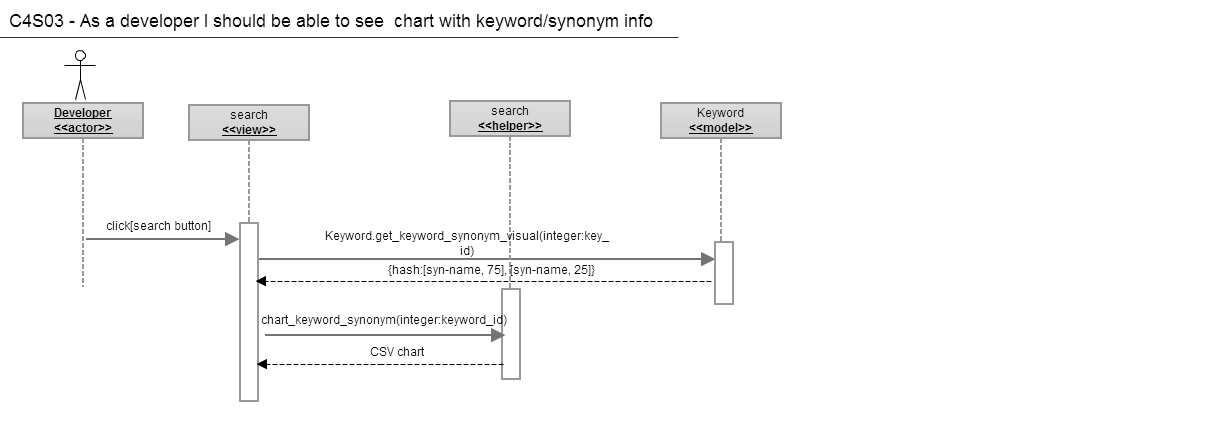 C4S03 - As a developer I should be able to see  chart with keyword/synonym info
Developer
<<actor>>
search
<<view>>
search
<<helper>>
Keyword
<<model>>
click[search button]
Keyword.get_keyword_synonym_visual(integer:key_
id)
{hash:[syn-name, 75], [syn-name, 25]}
chart_keyword_synonym(integer:keyword_id)
CSV chart